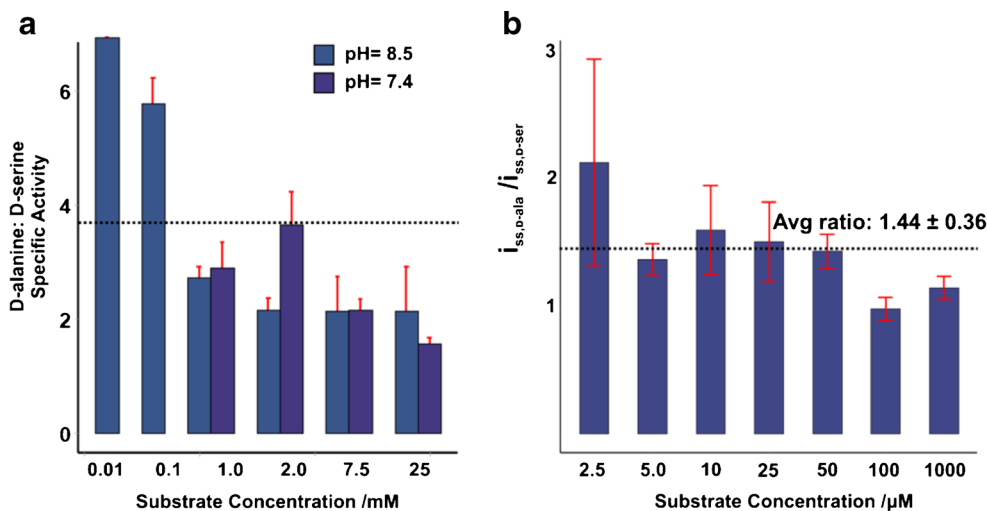 a
D-alanine: D-serine
Specific Activity
6
4
2
0
pH= 8.5
pH= 7.4
0.01 0.1 1.0 2.0 7.5 25
Substrate Concentration /mM
b
i ss,D-ala /i ss,D-ser
3
2
1
Avg ratio: 1.44 ± 0.36
2.5 5.0 10 25 50 100 1000
Substrate Concentration /µM